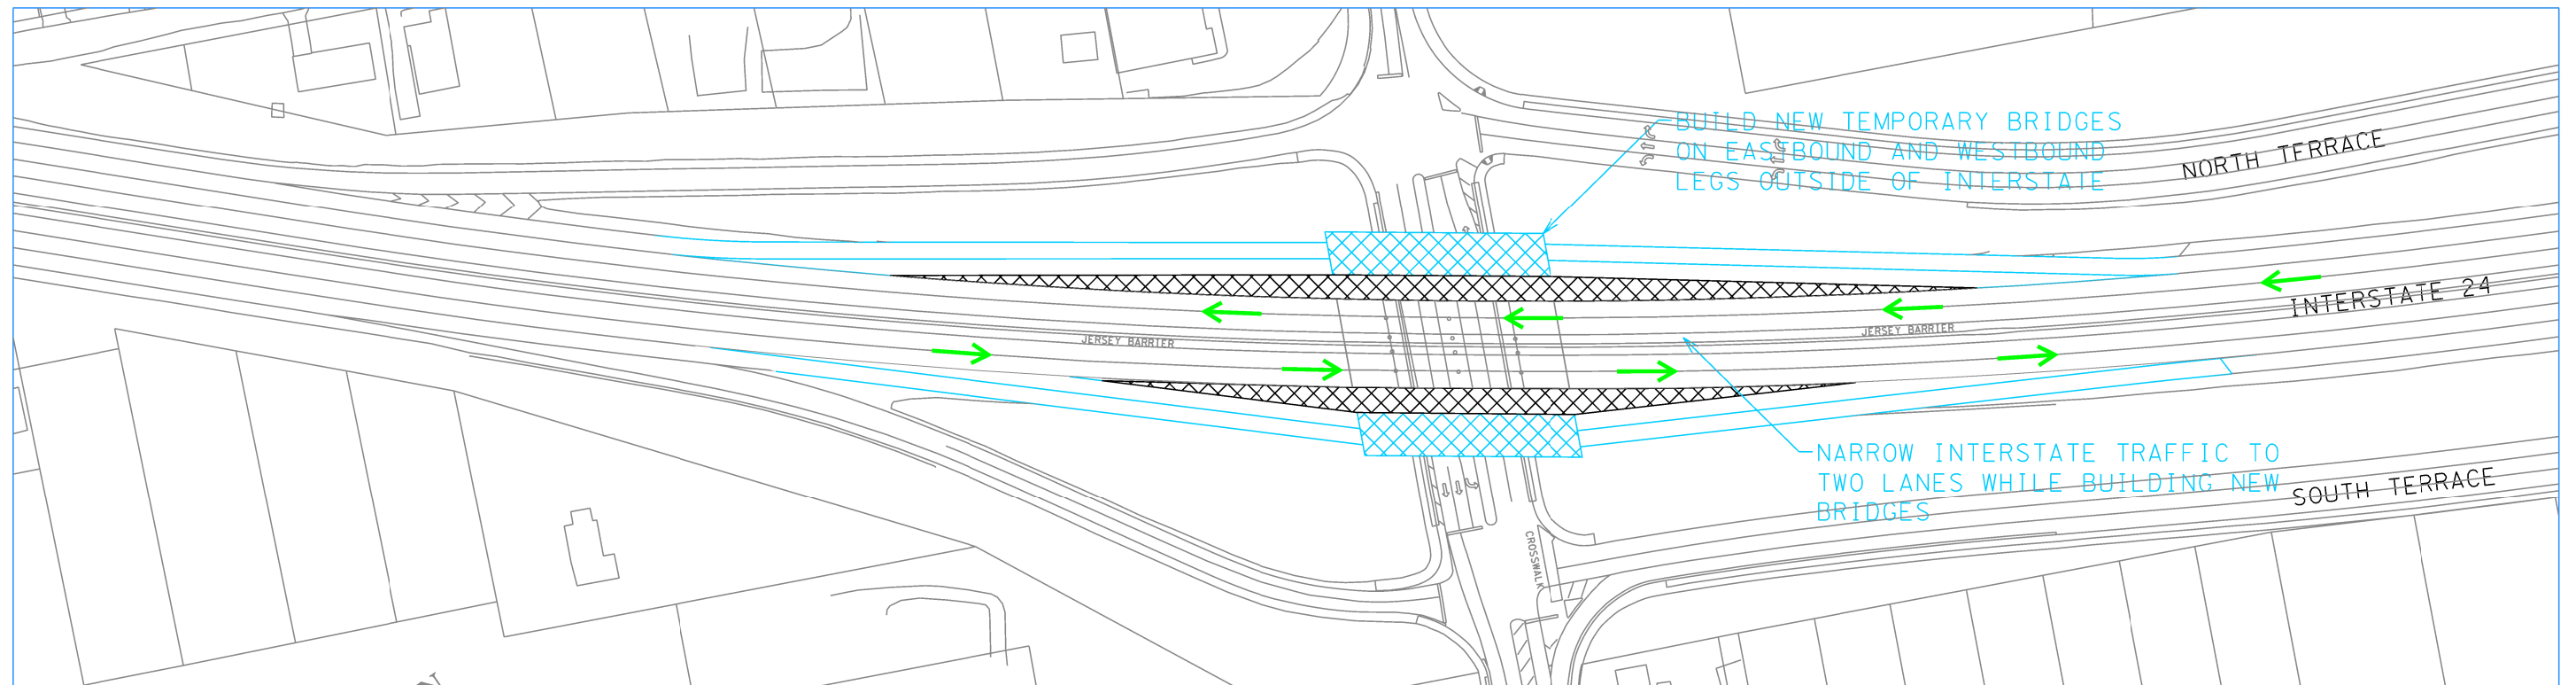 BUILD NEW TEMPORARY BRIDGES
ON EASTBOUND AND WESTBOUND
LEGS OUTSIDE OF INTERSTATE
NORTH TERRACE
INTERSTATE 24
JERSEY BARRIER
JERSEY BARRIER
NARROW INTERSTATE TRAFFIC TO
TWO LANES WHILE BUILDING NEW
BRIDGES
SOUTH TERRACE
CROSSWALK